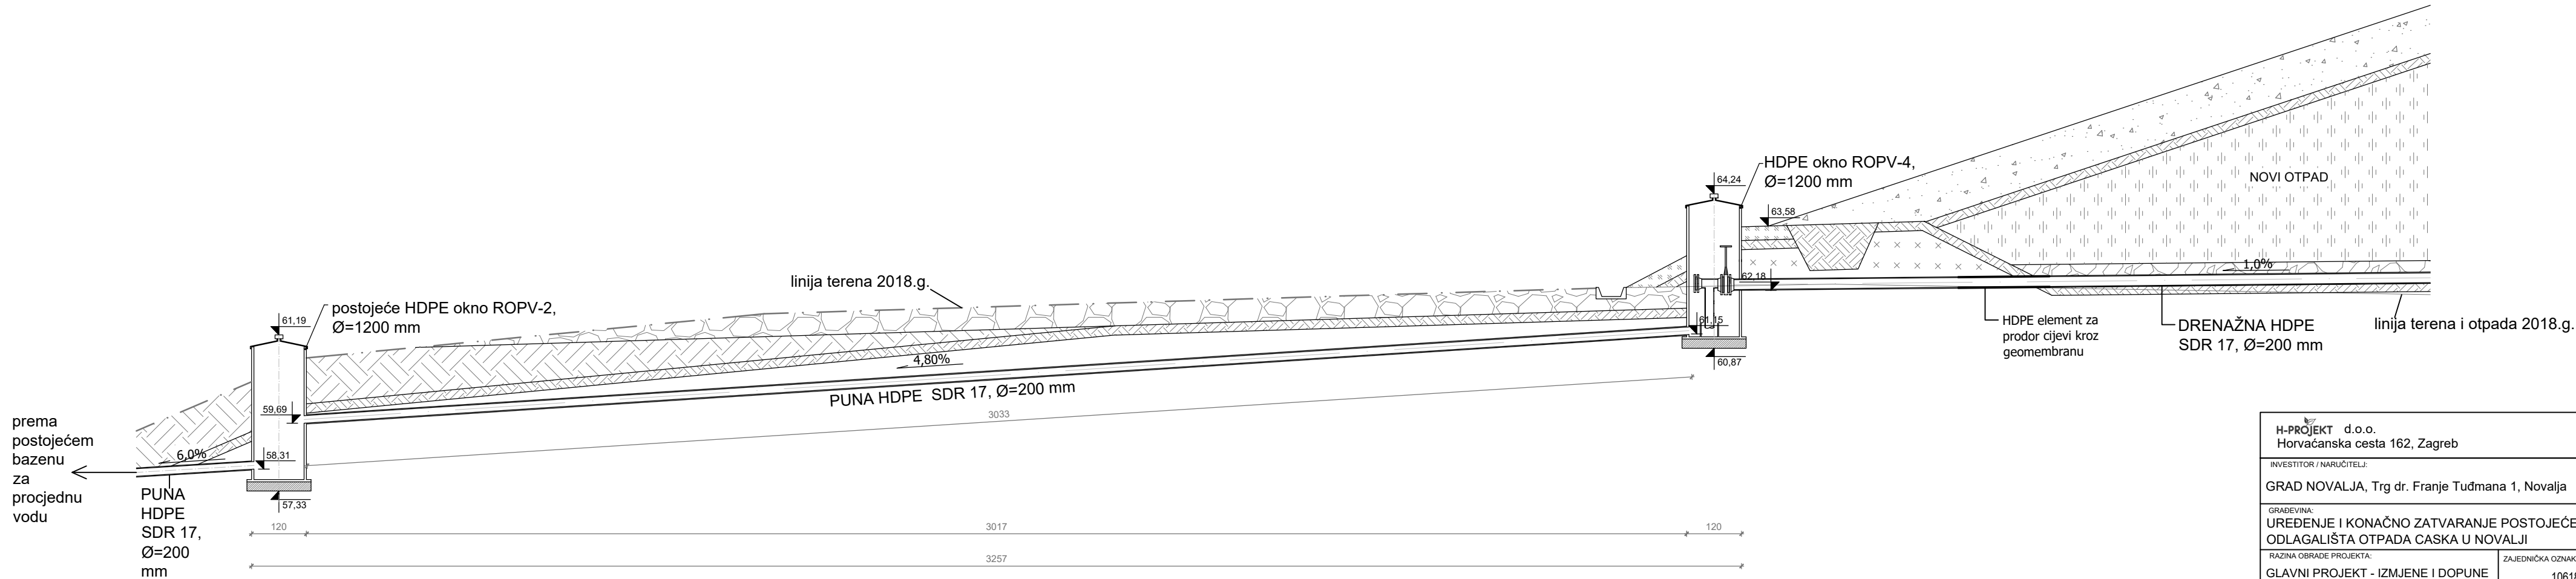 linija terena 2018.g.
postojeće HDPE okno ROPV-2,
Ø=1200 mm
61,19
59,69
58,31
57,33
6,0%
prema
postojećem
bazenu
za
procjednu
vodu
PUNA
HDPE
SDR 17,
Ø=200
mm
4,80%
PUNA HDPE  SDR 17, Ø=200 mm
3033
120
3017
120
3257
HDPE okno ROPV-4,
Ø=1200 mm
64,24
63,58
62,18
61,15
60,87
NOVI OTPAD
1,0%
HDPE element za
prodor cijevi kroz
geomembranu
DRENAŽNA HDPE
SDR 17, Ø=200 mm
linija terena i otpada 2018.g.
H-PROJEKT d.o.o.
Horvaćanska cesta 162, Zagreb
INVESTITOR / NARUČITELJ:
GRAD NOVALJA, Trg dr. Franje Tuđmana 1, Novalja
GRAĐEVINA:
UREĐENJE I KONAČNO ZATVARANJE POSTOJEĆE
ODLAGALIŠTA OTPADA CASKA U NOVALJI
RAZINA OBRADE PROJEKTA:
ZAJEDNIČKA OZNAK
GLAVNI PROJEKT - IZMJENE I DOPUNE